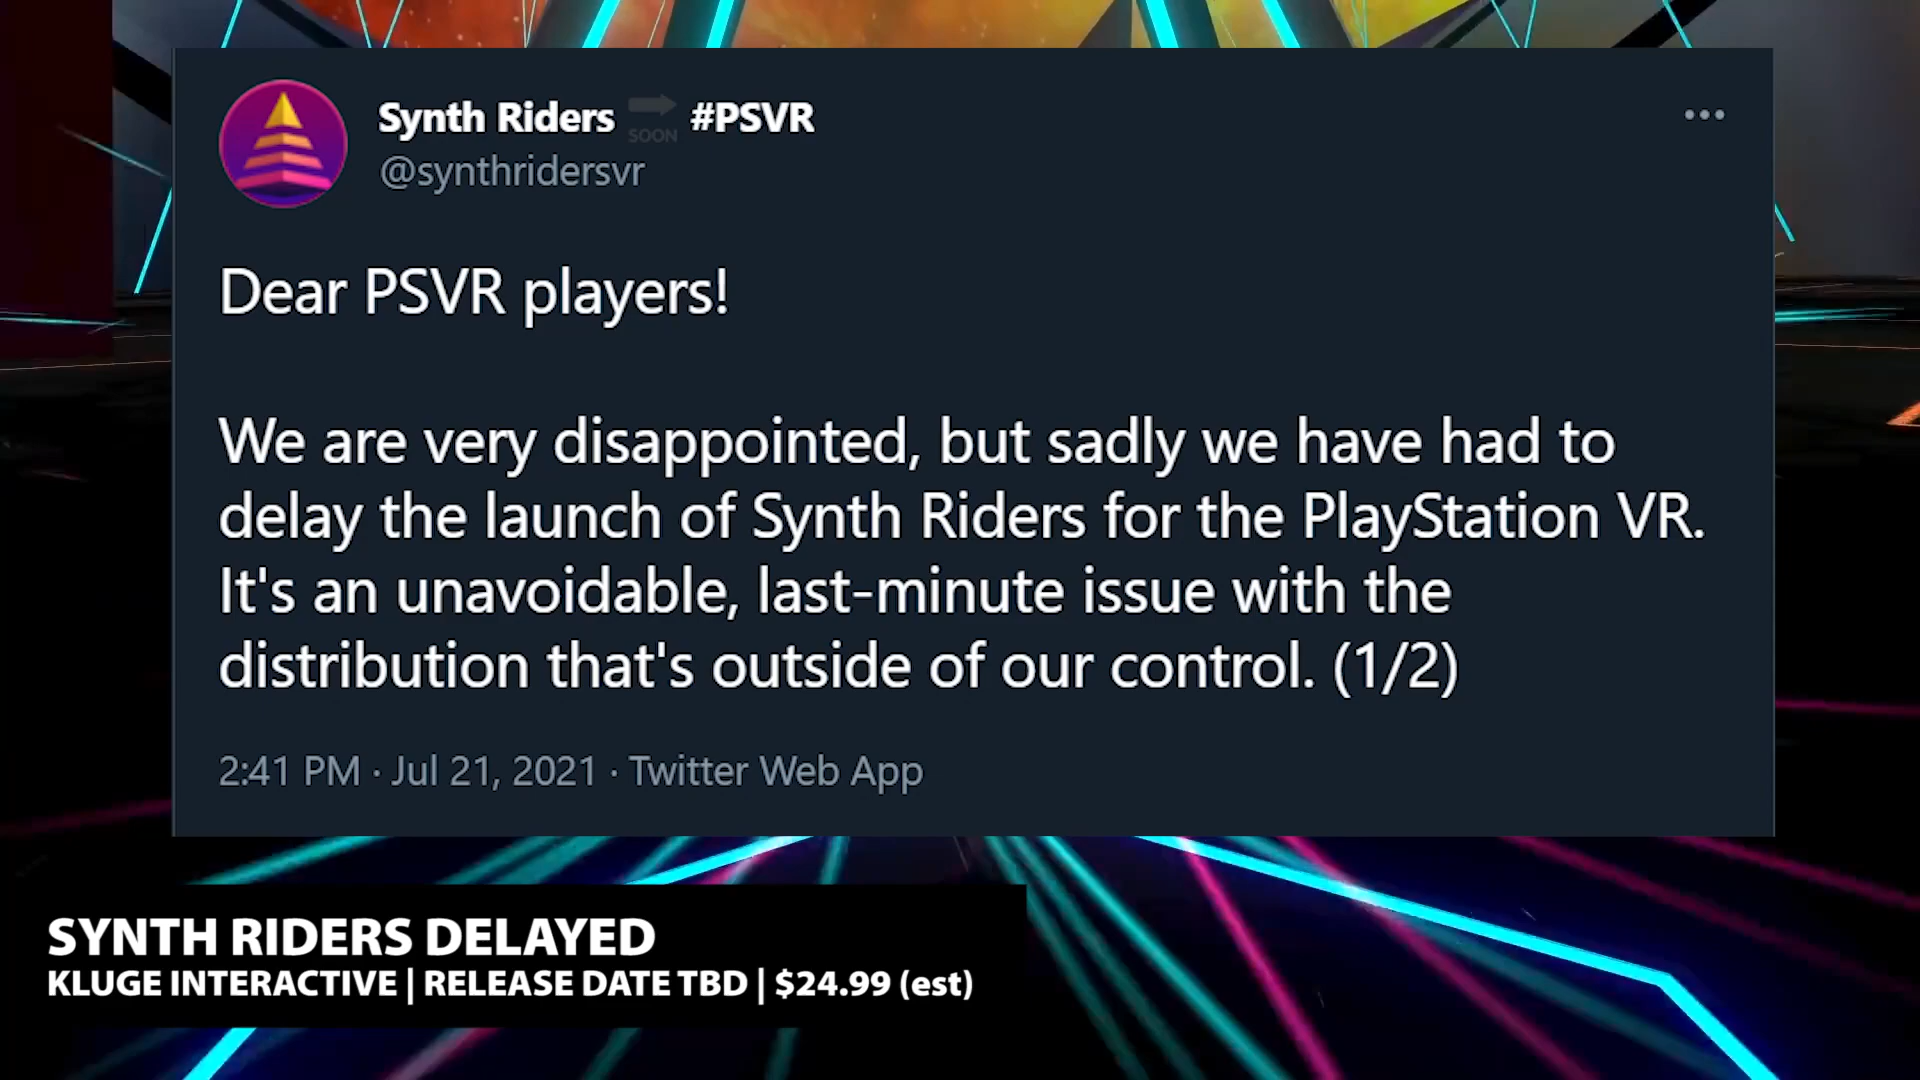 Synth Riders SOON #PSVR
@synthridersvr
Dear PSVR players!
We are very disappointed, but sadly we have had to
delay the launch of Synth Riders for the PlayStation VR.
It's an unavoidable, last-minute issue with the
distribution that's outside of our control. (1/2)
2:41 PM · Jul 21, 2021 · Twitter Web App
SYNTH RIDERS DELAYED
KLUGE INTERACTIVE | RELEASE DATE TBD | $24.99 (est)